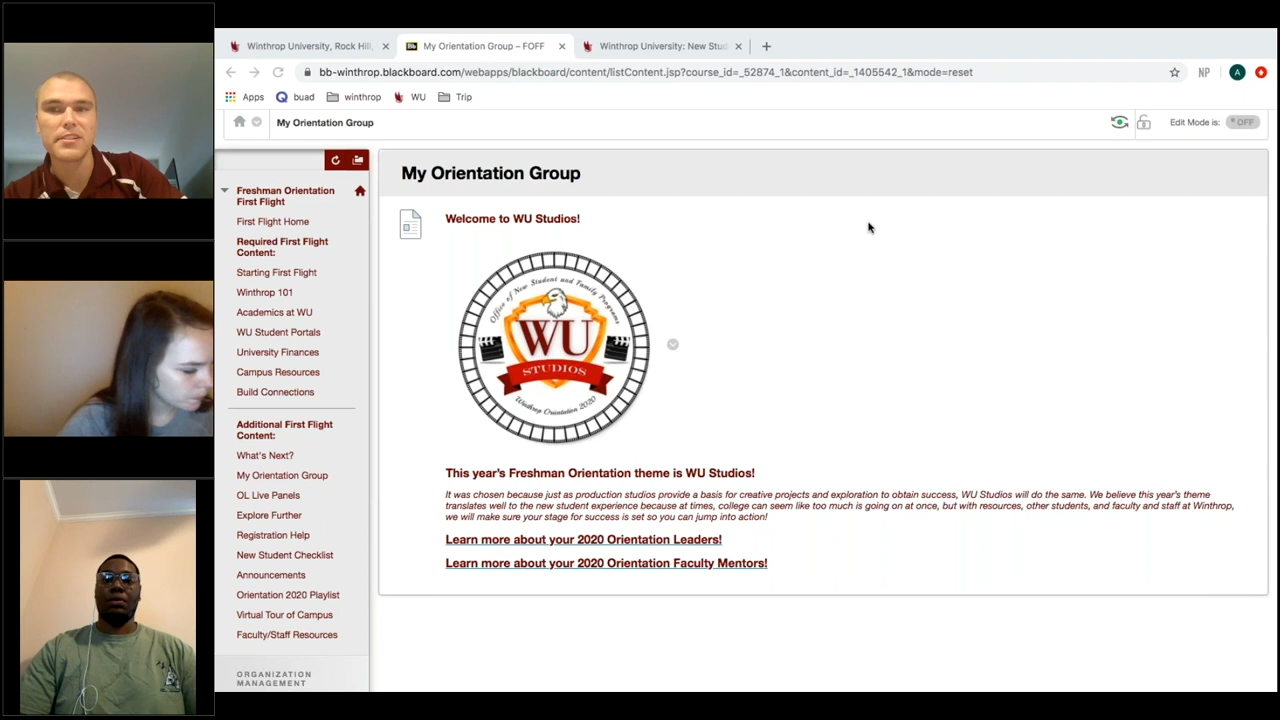 Winthrop University, Rock Hill,
My Orientation Group – FOFF
Winthrop University: New Stud
bb-winthrop.blackboard.com/webapps/blackboard/content/listContent.jsp?course_id=_52874_1&content_id=_1405542_1&mode=reset
NP
A
Apps
buad
winthrop
WU
Trip
My Orientation Group
Edit Mode is:
OFF
Freshman Orientation
First Flight
First Flight Home
Required First Flight
Content:
Starting First Flight
Winthrop 101
Academics at WU
WU Student Portals
University Finances
Campus Resources
Build Connections
Additional First Flight
Content:
What's Next?
My Orientation Group
OL Live Panels
Explore Further
Registration Help
New Student Checklist
Announcements
Orientation 2020 Playlist
Virtual Tour of Campus
Faculty/Staff Resources
ORGANIZATION
MANAGEMENT
My Orientation Group
Welcome to WU Studios!
Office of New Student and Family Programs
WU
STUDIOS
Winthrop Orientation 2020
This year's Freshman Orientation theme is WU Studios!
It was chosen because just as production studios provide a basis for creative projects and exploration to obtain success, WU Studios will do the same. We believe this year's theme
translates well to the new student experience because at times, college can seem like too much is going on at once, but with resources, other students, and faculty and staff at Winthrop,
we will make sure your stage for success is set so you can jump into action!
Learn more about your 2020 Orientation Leaders!
Learn more about your 2020 Orientation Faculty Mentors!